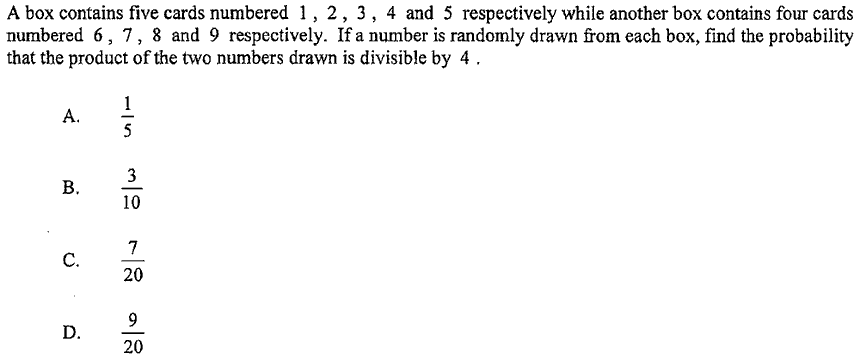 A box contains five cards numbered 1 , 2 , 3 , 4 and 5 respectively while another box contains four cards
numbered 6 , 7 , 8 and 9 respectively. If a number is randomly drawn from each box, find the probability
that the product of the two numbers drawn is divisible by 4 .
A. 1/5
B. 3/10
C. 7/20
D. 9/20